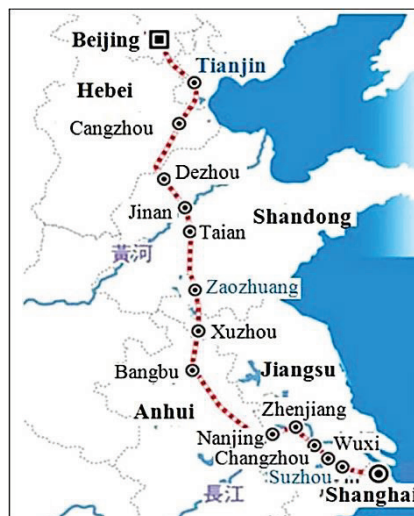 Beijing
Tianjin
Hebei
Cangzhou
Dezhou
Jinan
Shandong
Taian
黃河
Zaozhuang
Xuzhou
Bangbu
Jiangsu
Anhui
Zhenjiang
Nanjing
Wuxi
Changzhou
Suzhou
長江
Shanghai